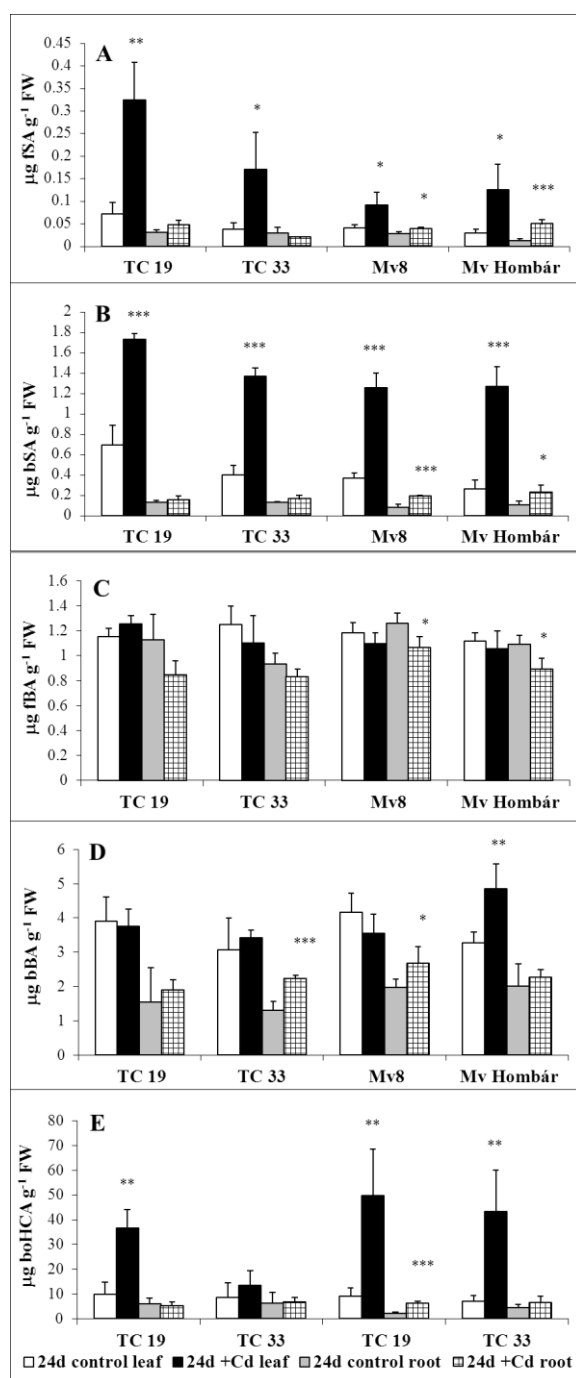 A
µg fSA g-1 FW
0.45
0.4
0.35
0.3
0.25
0.2
0.15
0.1
0.05
0
** * * * * ***
TC 19 TC 33 Mv8 Mv Hombár
B
µg bSA g-1 FW
2
1.8
1.6
1.4
1.2
1
0.8
0.6
0.4
0.2
0
*** *** *** *** *** *
TC 19 TC 33 Mv8 Mv Hombár
C
µg fBA g-1 FW
1.6
1.4
1.2
1
0.8
0.6
0.4
0.2
0
* *
TC 19 TC 33 Mv8 Mv Hombár
D
µg bBA g-1 FW
6
5
4
3
2
1
0
*** * **
TC 19 TC 33 Mv8 Mv Hombár
E
µg boHCA g-1 FW
80
70
60
50
40
30
20
10
0
** ** *** **
TC 19 TC 33 TC 19 TC 33
24d control leaf 24d +Cd leaf 24d control root 24d +Cd root